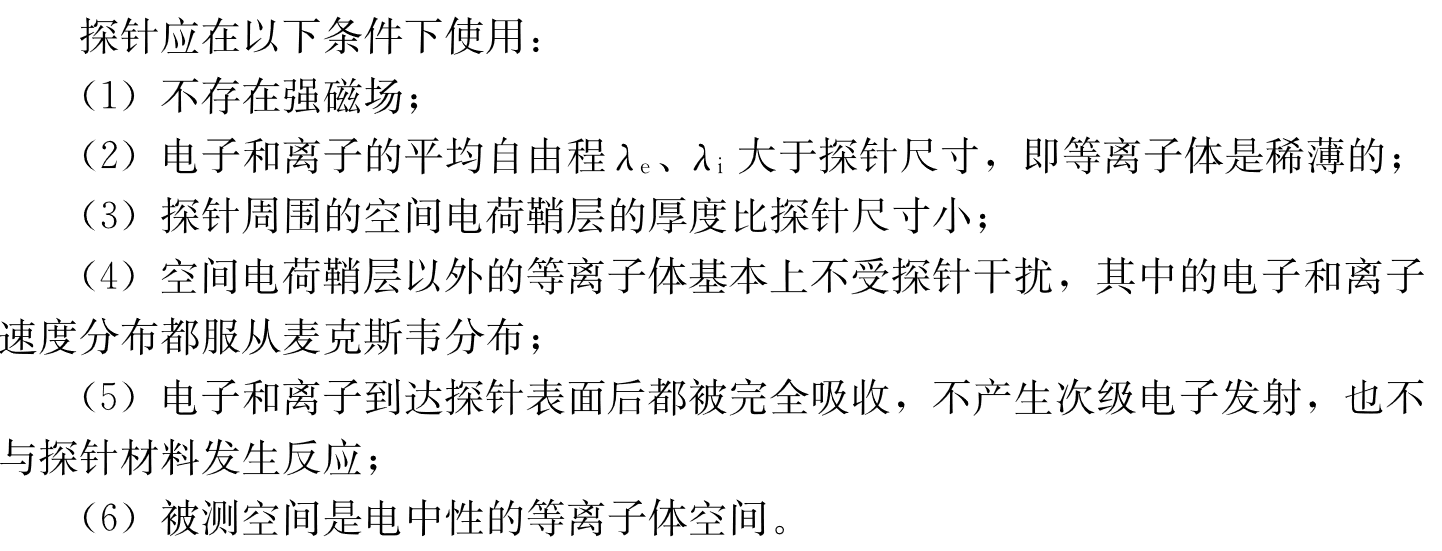 探针应在以下条件下使用：
（1）不存在强磁场；
（2）电子和离子的平均自由程 λe、λi 大于探针尺寸，即等离子体是稀薄的；
（3）探针周围的空间电荷鞘层的厚度比探针尺寸小；
（4）空间电荷鞘层以外的等离子体基本上不受探针干扰，其中的电子和离子
速度分布都服从麦克斯韦分布；
（5）电子和离子到达探针表面后都被完全吸收，不产生次级电子发射，也不
与探针材料发生反应；
（6）被测空间是电中性的等离子体空间。